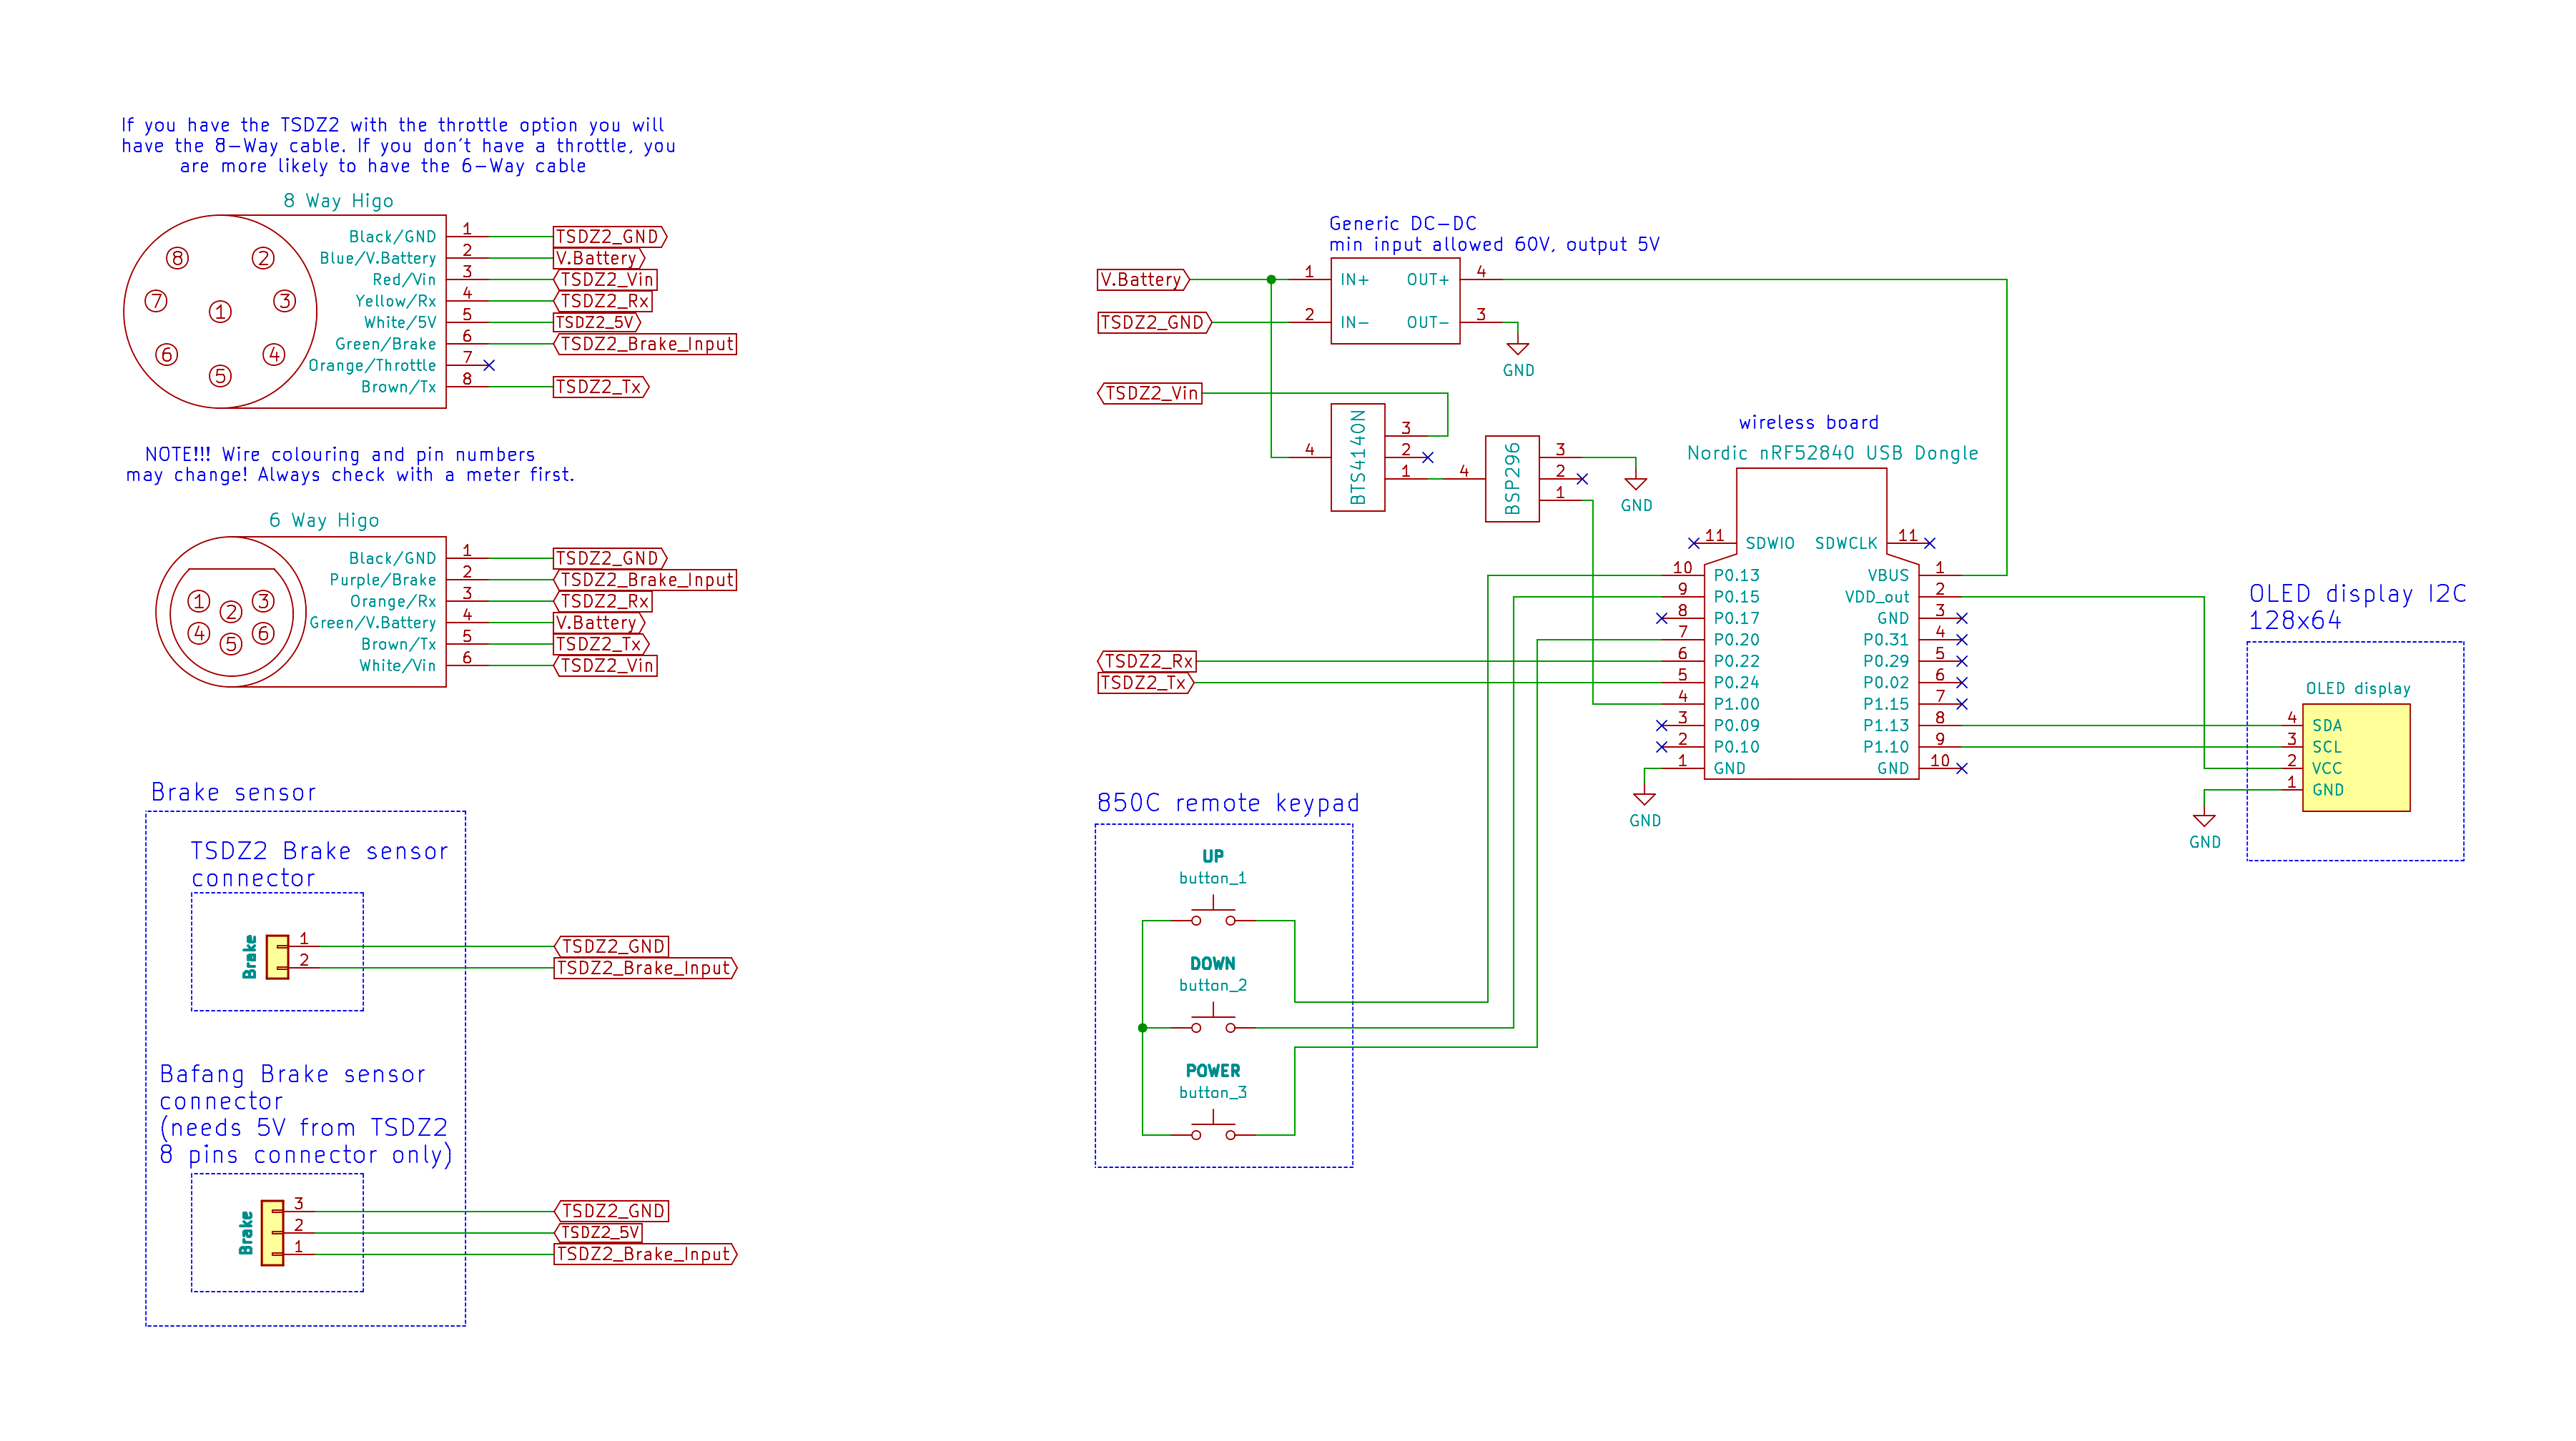 If you have the TSDZ2 with the throttle option you will
have the 8-Way cable. If you don't have a throttle, you
are more likely to have the 6-Way cable
8 Way Higo
8
2
7
3
1
6
4
5
Black/GND 1 TSDZ2_GND
Blue/V.Battery 2 V.Battery
Red/Vin 3 TSDZ2_Vin
Yellow/Rx 4 TSDZ2_Rx
White/5V 5 TSDZ2_5V
Green/Brake 6 TSDZ2_Brake_Input
Orange/Throttle 7
Brown/Tx 8 TSDZ2_Tx
NOTE!!! Wire colouring and pin numbers
may change! Always check with a meter first.
6 Way Higo
1
2
3
4
5
6
Black/GND 1 TSDZ2_GND
Purple/Brake 2 TSDZ2_Brake_Input
Orange/Rx 3 TSDZ2_Rx
Green/V.Battery 4 V.Battery
Brown/Tx 5 TSDZ2_Tx
White/Vin 6 TSDZ2_Vin
Brake sensor
TSDZ2 Brake sensor
connector
Brake
1 TSDZ2_GND
2 TSDZ2_Brake_Input
Bafang Brake sensor
connector
(needs 5V from TSDZ2
8 pins connector only)
Brake
3 TSDZ2_GND
2 TSDZ2_5V
1 TSDZ2_Brake_Input
Generic DC-DC
min input allowed 60V, output 5V
V.Battery 1 IN+ OUT+ 4
TSDZ2_GND 2 IN- OUT- 3
GND
TSDZ2_Vin
4 BTS4140N 3
2
1
4 BSP296 3
2
1
GND
wireless board
Nordic nRF52840 USB Dongle
11 SDWIO SDWCLK 11
10 P0.13 VBUS 1
9 P0.15 VDD_out 2
8 P0.17 GND 3
7 P0.20 P0.31 4
TSDZ2_Rx 6 P0.22 P0.29 5
TSDZ2_Tx 5 P0.24 P0.02 6
4 P1.00 P1.15 7
3 P0.09 P1.13 8
2 P0.10 P1.10 9
1 GND GND 10
GND
OLED display I2C
128x64
OLED display
4 SDA
3 SCL
2 VCC
1 GND
GND
850C remote keypad
UP
button_1
DOWN
button_2
POWER
button_3